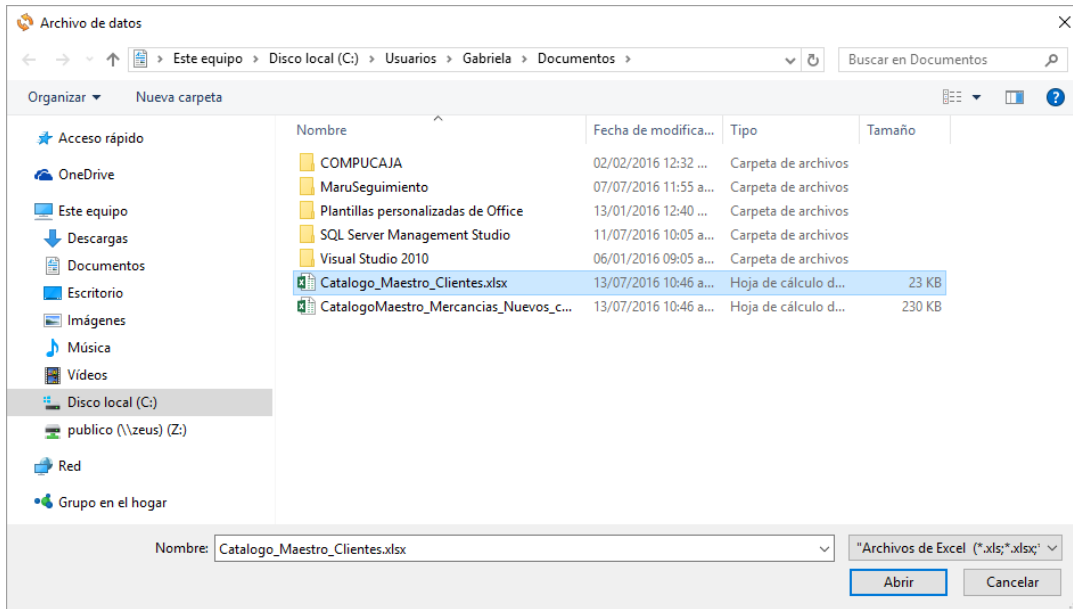 Archivo de datos
Este equipo > Disco local (C:) > Usuarios > Gabriela > Documentos >
Buscar en Documentos
Organizar
Nueva carpeta
Nombre Fecha de modifica... Tipo Tamaño
Acceso rápido
OneDrive
Este equipo
Descargas
Documentos
Escritorio
Imágenes
Música
Vídeos
Disco local (C:)
publico (\\zeus) (Z:)
Red
Grupo en el hogar
COMPUCAJA 02/02/2016 12:32 ... Carpeta de archivos
MaruSeguimiento 07/07/2016 11:55 a... Carpeta de archivos
Plantillas personalizadas de Office 13/01/2016 12:40 ... Carpeta de archivos
SQL Server Management Studio 11/07/2016 10:05 a... Carpeta de archivos
Visual Studio 2010 06/01/2016 09:05 a... Carpeta de archivos
Catalogo_Maestro_Clientes.xlsx 13/07/2016 10:46 a... Hoja de cálculo d... 23 KB
CatalogoMaestro_Mercancias_Nuevos_c... 13/07/2016 10:46 a... Hoja de cálculo d... 230 KB
Nombre: Catalogo_Maestro_Clientes.xlsx
"Archivos de Excel (*.xls;*.xlsx;*
Abrir
Cancelar